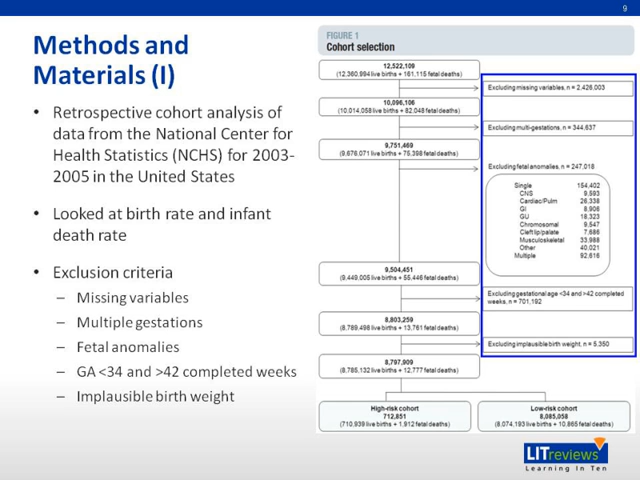 9
Methods and
Materials (I)
• Retrospective cohort analysis of
data from the National Center for
Health Statistics (NCHS) for 2003-
2005 in the United States
• Looked at birth rate and infant
death rate
• Exclusion criteria
– Missing variables
– Multiple gestations
– Fetal anomalies
– GA <34 and >42 completed weeks
– Implausible birth weight
FIGURE 1
Cohort selection
12,522,109
(12,360,994 live births + 161,115 fetal deaths)
Excluding missing variables, n = 2,426,003
10,096,106
(10,014,058 live births + 82,048 fetal deaths)
Excluding multi-gestations, n = 344,637
9,751,469
(9,676,071 live births + 75,398 fetal deaths)
Excluding fetal anomalies, n = 247,018
Single 154,402
CNS 9,593
Cardiac/Pulm 26,338
GI 8,906
GU 18,323
Chromosomal 9,547
Cleft lip/palate 7,686
Musculoskeletal 33,988
Other 40,021
Multiple 92,616
9,504,451
(9,449,005 live births + 55,446 fetal deaths)
Excluding gestational age <34 and >42 completed
weeks, n = 701,192
8,803,259
(8,789,498 live births + 13,761 fetal deaths)
Excluding implausible birth weight, n = 5,350
8,797,909
(8,785,132 live births + 12,777 fetal deaths)
High-risk cohort
712,851
(710,939 live births + 1,912 fetal deaths)
Low-risk cohort
8,085,058
(8,074,193 live births + 10,865 fetal deaths)
LITreviews
Learning In Ten